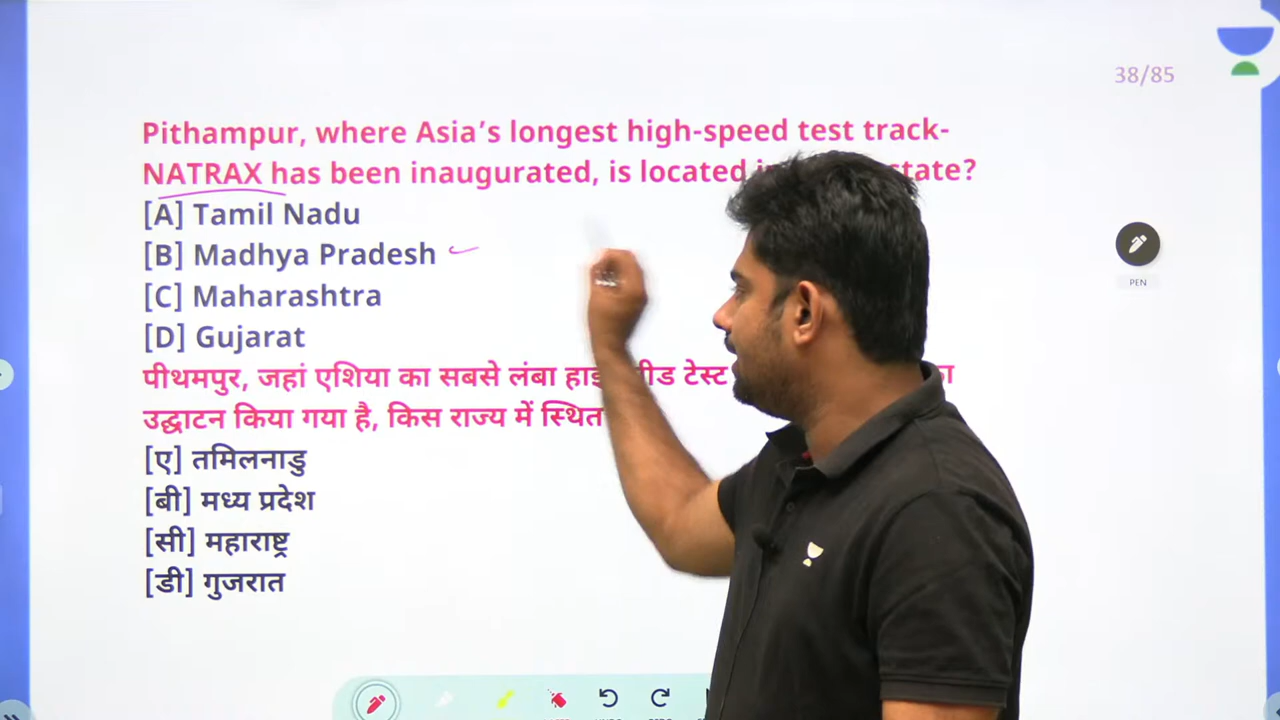 38/85
Pithampur, where Asia’s longest high-speed test track-
NATRAX has been inaugurated, is located state?
[A] Tamil Nadu
[B] Madhya Pradesh
[C] Maharashtra
[D] Gujarat
PEN
पीथमपुर, जहां एशिया का सबसे लंबा टेस्ट
उद्घाटन किया गया है, किस राज्य में स्थित
[ए] तमिलनाडु
[बी] मध्य प्रदेश
[सी] महाराष्ट्र
[डी] गुजरात